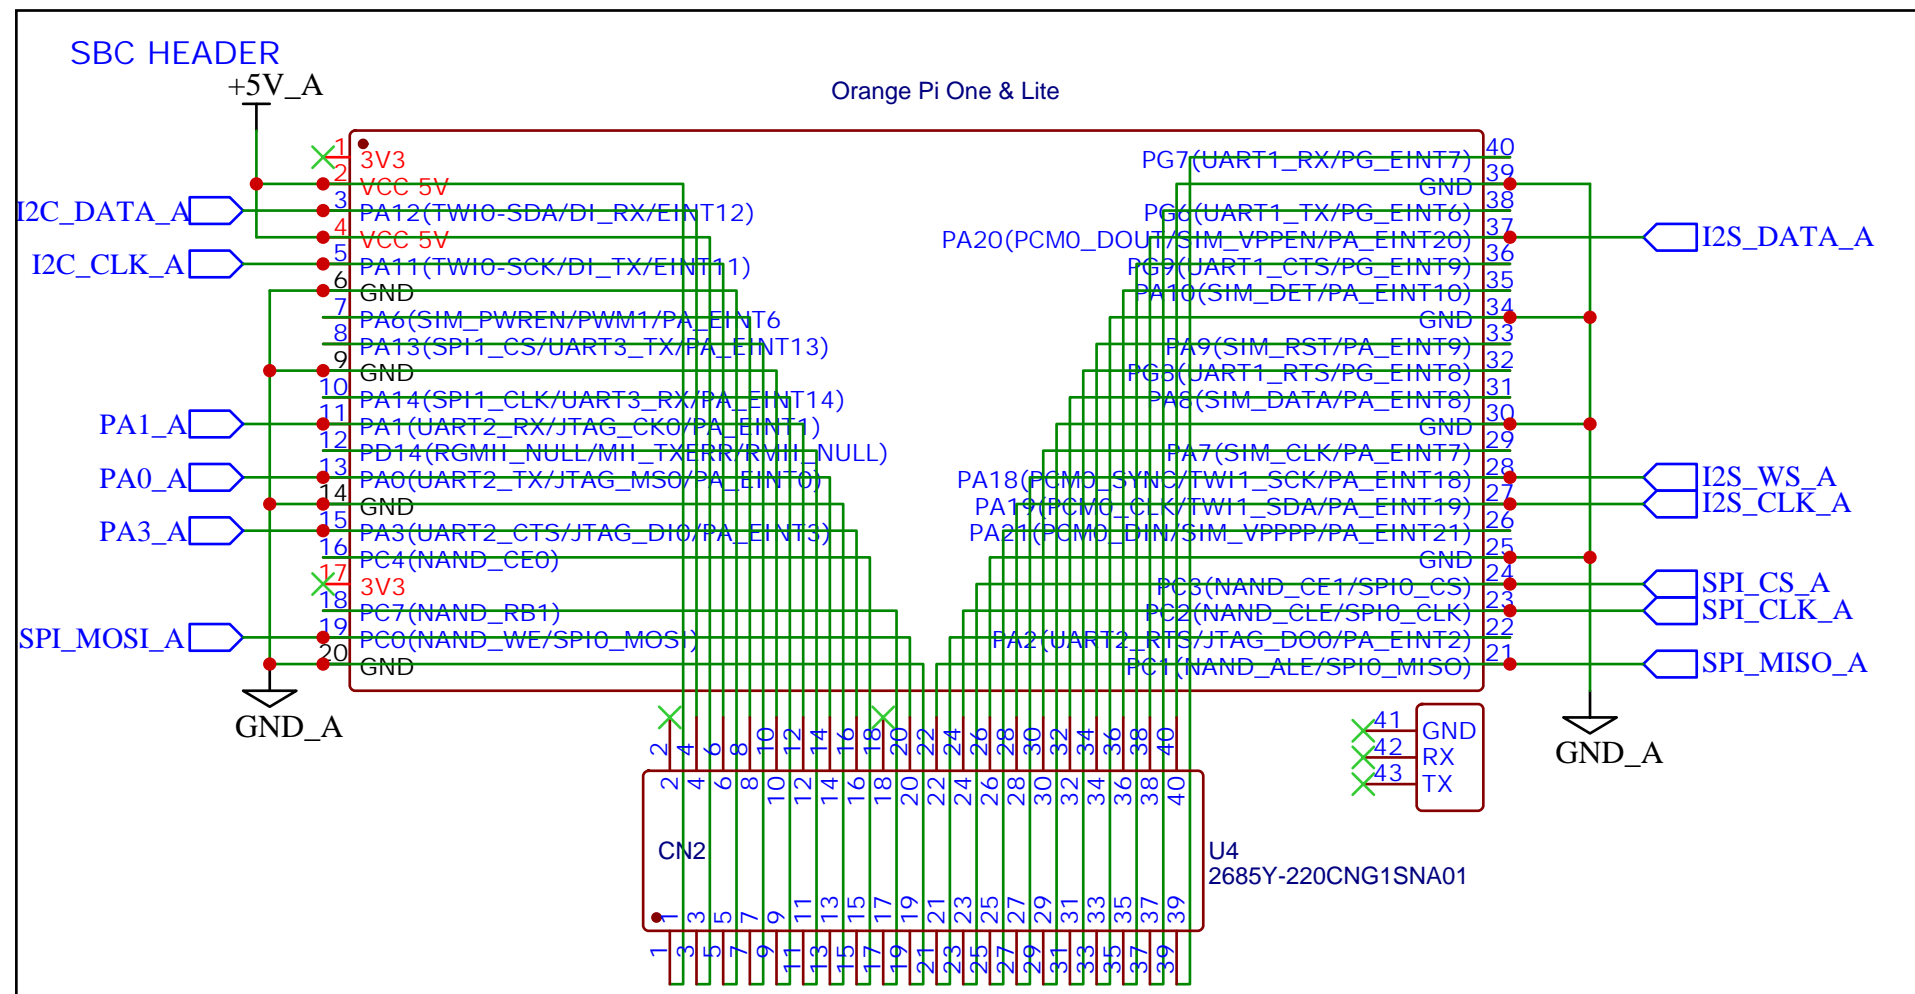 SBC HEADER
+5V_A
Orange Pi One & Lite
1 3V3
2 VCC 5V
I2C_DATA_A 3 PA12(TWI0-SDA/DI_RX/EINT12)
4 VCC 5V
I2C_CLK_A 5 PA11(TWI0-SCK/DI_TX/EINT11)
6 GND
7 PA6(SIM_PWREN/PWM1/PA_EINT6
8 PA13(SPI1_CS/UART3_TX/PA_EINT13)
9 GND
10 PA14(SPI1_CLK/UART3_RX/PA_EINT14)
PA1_A 11 PA1(UART2_RX/JTAG_CK0/PA_EINT1)
12 PD14(RGMII_NULL/MII_TXERR/RMII_NULL)
PA0_A 13 PA0(UART2_TX/JTAG_MS0/PA_EINT0)
14 GND
PA3_A 15 PA3(UART2_CTS/JTAG_DI0/PA_EINT3)
16 PC4(NAND_CE0)
17 3V3
18 PC7(NAND_RB1)
SPI_MOSI_A 19 PC0(NAND_WE/SPI0_MOSI)
20 GND
GND_A
PG7(UART1_RX/PG_EINT7) 40
GND 39
PG6(UART1_TX/PG_EINT6) 38
PA20(PCM0_DOUT/SIM_VPPEN/PA_EINT20) 37 I2S_DATA_A
PG9(UART1_CTS/PG_EINT9) 36
PA10(SIM_DET/PA_EINT10) 35
GND 34
PA9(SIM_RST/PA_EINT9) 33
PG8(UART1_RTS/PG_EINT8) 32
PA8(SIM_DATA/PA_EINT8) 31
GND 30
PA7(SIM_CLK/PA_EINT7) 29
PA18(PCM0_SYNC/TWI1_SCK/PA_EINT18) 28 I2S_WS_A
PA19(PCM0_CLK/TWI1_SDA/PA_EINT19) 27 I2S_CLK_A
PA21(PCM0_DIN/SIM_VPPPP/PA_EINT21) 26
GND 25
PC3(NAND_CE1/SPI0_CS) 24 SPI_CS_A
PC2(NAND_CLE/SPI0_CLK) 23 SPI_CLK_A
PA2(UART2_RTS/JTAG_DO0/PA_EINT2) 22
PC1(NAND_ALE/SPI0_MISO) 21 SPI_MISO_A
GND_A
41 GND
42 RX
43 TX
2 4 6 8 10 12 14 16 18 20 22 24 26 28 30 32 34 36 38 40
2 4 6 8 10 12 14 16 18 20 22 24 26 28 30 32 34 36 38 40
CN2
U4
2685Y-220CNG1SNA01
1 3 5 7 9 11 13 15 17 19 21 23 25 27 29 31 33 35 37 39
1 3 5 7 9 11 13 15 17 19 21 23 25 27 29 31 33 35 37 39